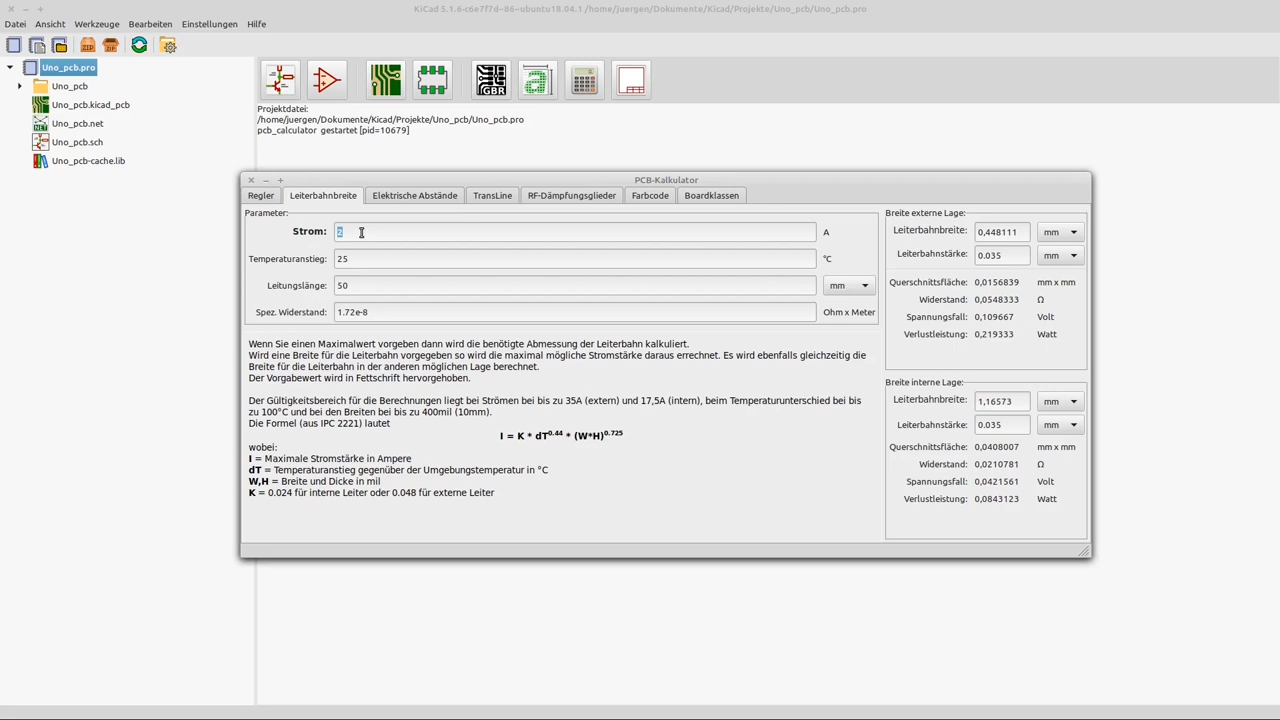 KiCad 5.1.6-c6e7f7d~86~ubuntu18.04.1 /home/juergen/Dokumente/Kicad/Projekte/Uno_pcb/Uno_pcb.pro
Datei Ansicht Werkzeuge Bearbeiten Einstellungen Hilfe
Uno_pcb.pro
Uno_pcb
Uno_pcb.kicad_pcb
Uno_pcb.net
Uno_pcb.sch
Uno_pcb-cache.lib
ZIP ZIP
NET
GBR
a
Projektdatei:
/home/juergen/Dokumente/Kicad/Projekte/Uno_pcb/Uno_pcb.pro
pcb_calculator gestartet [pid=10679]
PCB-Kalkulator
Regler Leiterbahnbreite Elektrische Abstände TransLine RF-Dämpfungsglieder Farbcode Boardklassen
Parameter:
Strom: 2 A
Temperaturanstieg: 25 °C
Leitungslänge: 50 mm
Spez. Widerstand: 1.72e-8 Ohm x Meter
Wenn Sie einen Maximalwert vorgeben dann wird die benötigte Abmessung der Leiterbahn kalkuliert.
Wird eine Breite für die Leiterbahn vorgegeben so wird die maximal mögliche Stromstärke daraus errechnet. Es wird ebenfalls gleichzeitig die
Breite für die Leiterbahn in der anderen möglichen Lage berechnet.
Der Vorgabewert wird in Fettschrift hervorgehoben.
Der Gültigkeitsbereich für die Berechnungen liegt bei Strömen bei bis zu 35A (extern) und 17,5A (intern), beim Temperaturunterschied bei bis
zu 100°C und bei den Breiten bei bis zu 400mil (10mm).
Die Formel (aus IPC 2221) lautet
I = K * dT0.44 * (W*H)0.725
wobei:
I = Maximale Stromstärke in Ampere
dT = Temperaturanstieg gegenüber der Umgebungstemperatur in °C
W,H = Breite und Dicke in mil
K = 0.024 für interne Leiter oder 0.048 für externe Leiter
Breite externe Lage:
Leiterbahnbreite: 0,448111 mm
Leiterbahnstärke: 0.035 mm
Querschnittsfläche: 0,0156839 mm x mm
Widerstand: 0,0548333 Ω
Spannungsfall: 0,109667 Volt
Verlustleistung: 0,219333 Watt
Breite interne Lage:
Leiterbahnbreite: 1,16573 mm
Leiterbahnstärke: 0.035 mm
Querschnittsfläche: 0,0408007 mm x mm
Widerstand: 0,0210781 Ω
Spannungsfall: 0,0421561 Volt
Verlustleistung: 0,0843123 Watt